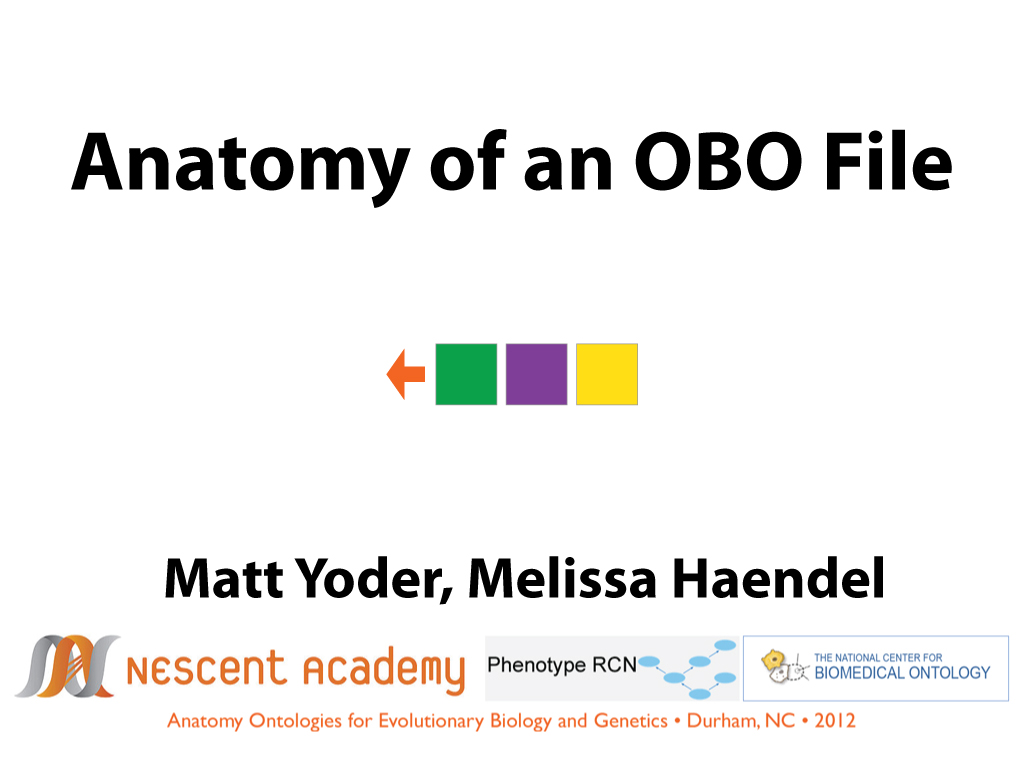 Anatomy of an OBO File
Matt Yoder, Melissa Haendel
NESCENT ACADEMY
Phenotype RCN
THE NATIONAL CENTER FOR
BIOMEDICAL ONTOLOGY
Anatomy Ontologies for Evolutionary Biology and Genetics • Durham, NC • 2012